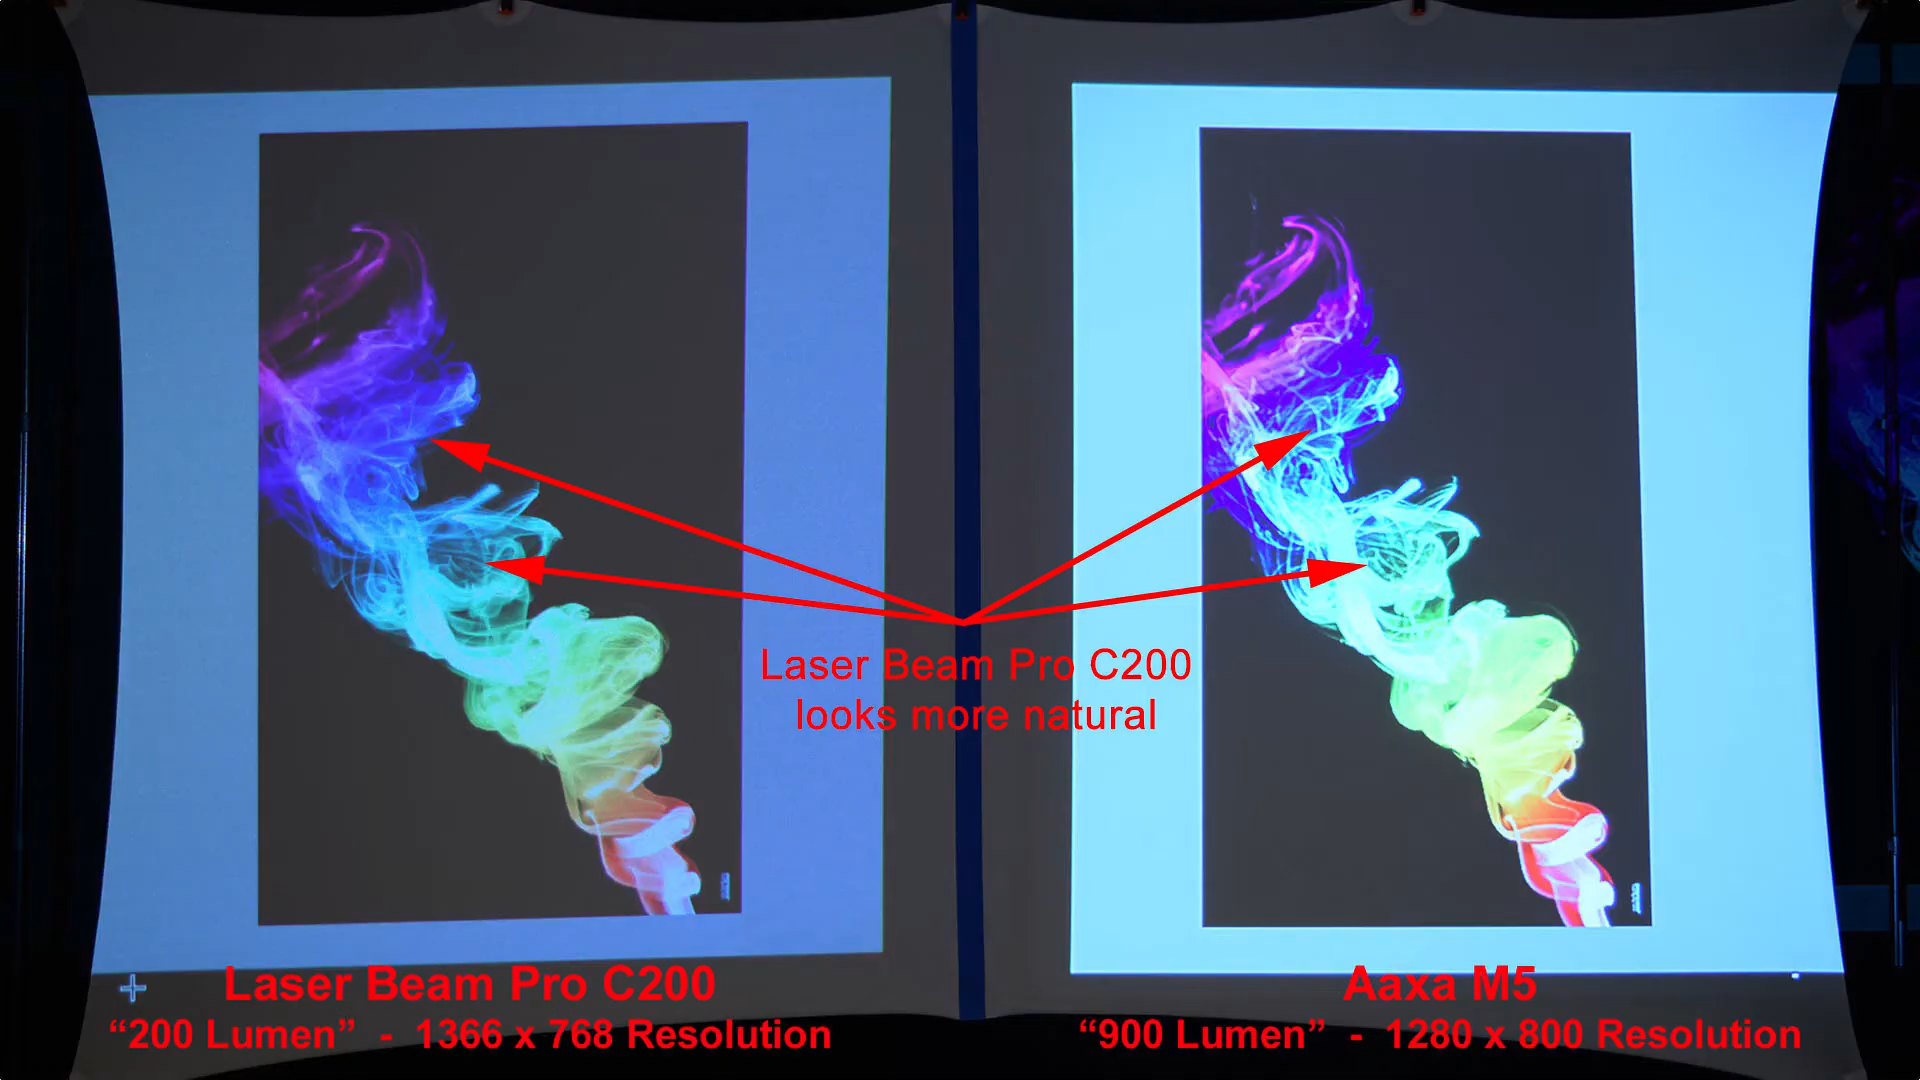 Laser Beam Pro C200
looks more natural
Laser Beam Pro C200
“200 Lumen” - 1366 x 768 Resolution
Aaxa M5
“900 Lumen” - 1280 x 800 Resolution